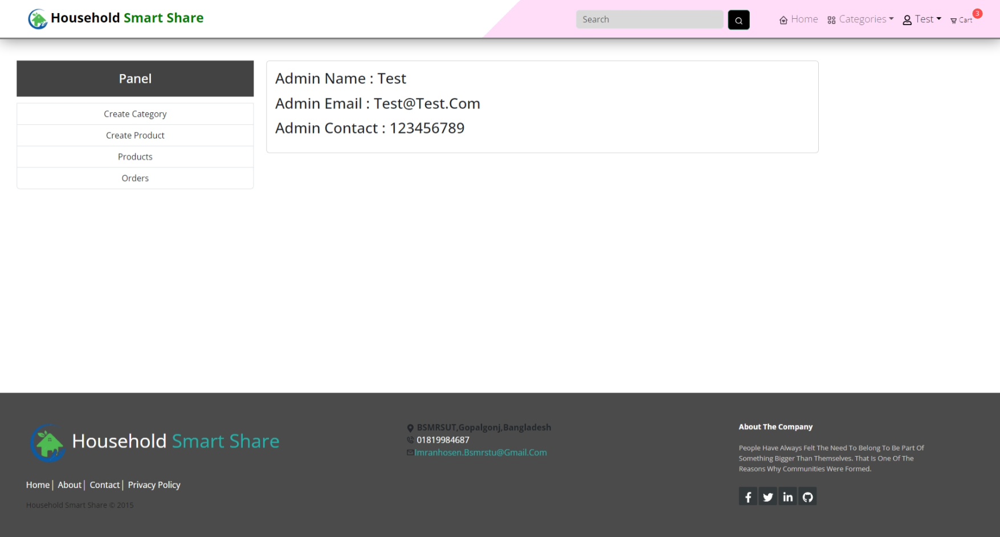 Household Smart Share
Search
Home
Categories
Test
Cart
3
Panel
Create Category
Create Product
Products
Orders
Admin Name : Test
Admin Email : Test@Test.Com
Admin Contact : 123456789
Household Smart Share
Home| About| Contact| Privacy Policy
Household Smart Share © 2015
BSMRSUT,Gopalgonj,Bangladesh
01819984687
Imranhosen.Bsmrstu@Gmail.Com
About The Company
People Have Always Felt The Need To Belong To Be Part Of
Something Bigger Than Themselves. That Is One Of The
Reasons Why Communities Were Formed.